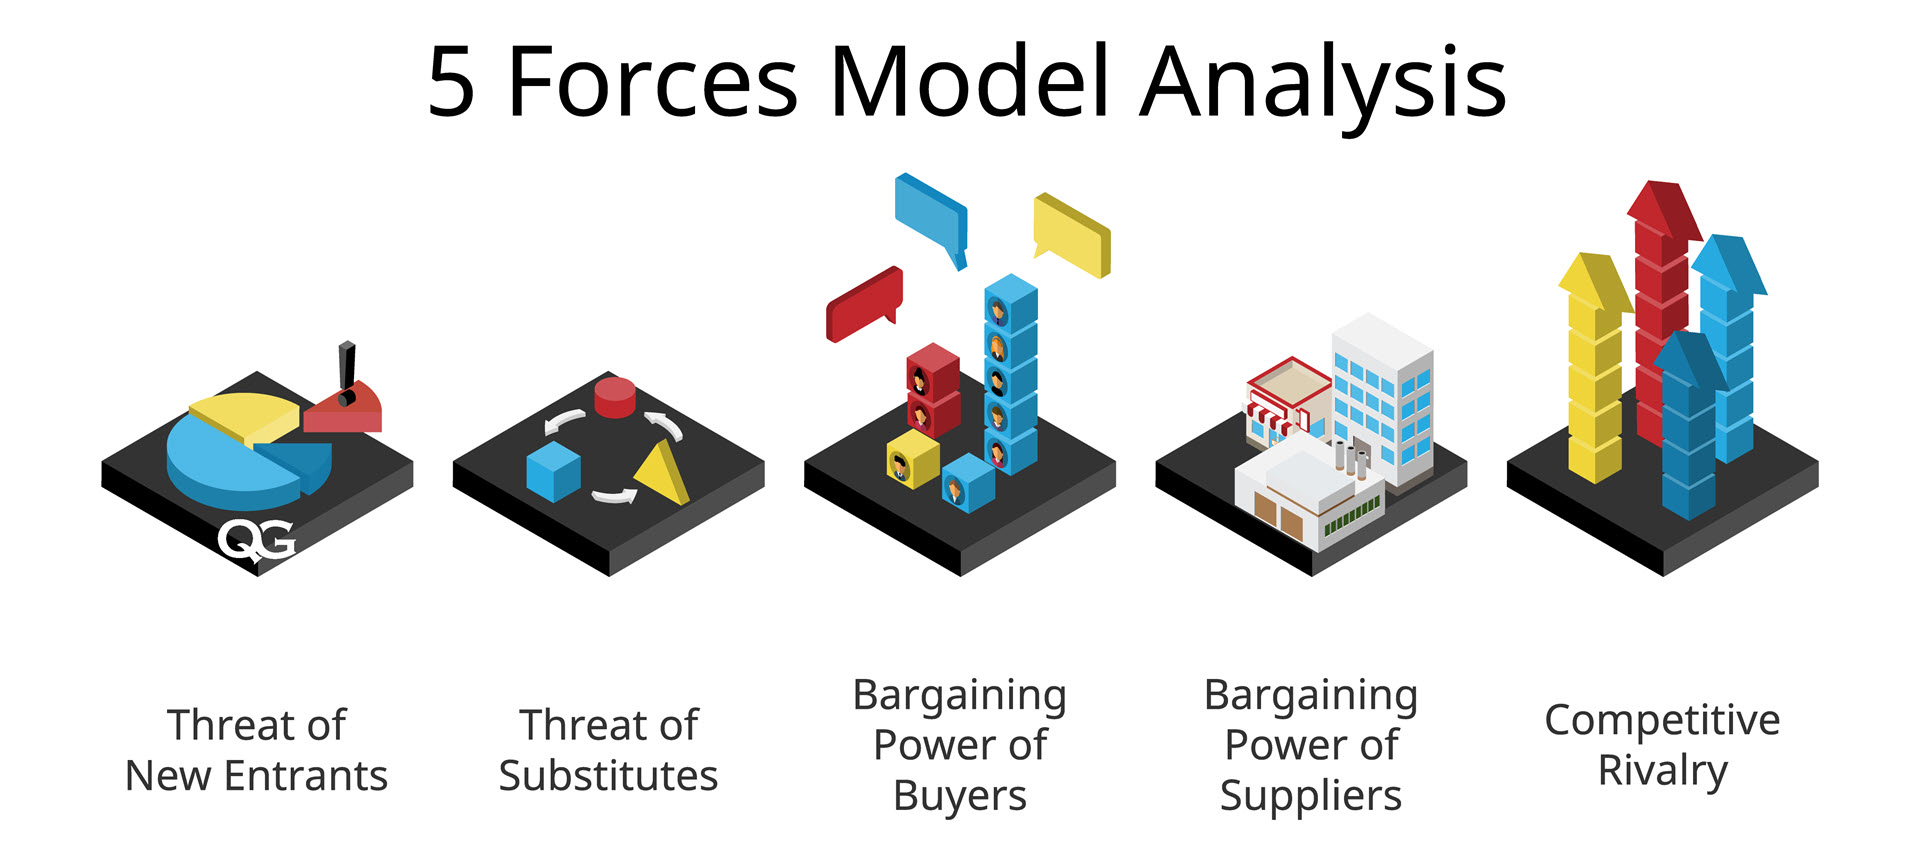 5 Forces Model Analysis
QG
Threat of
New Entrants
Threat of
Substitutes
Bargaining
Power of
Buyers
Bargaining
Power of
Suppliers
Competitive
Rivalry